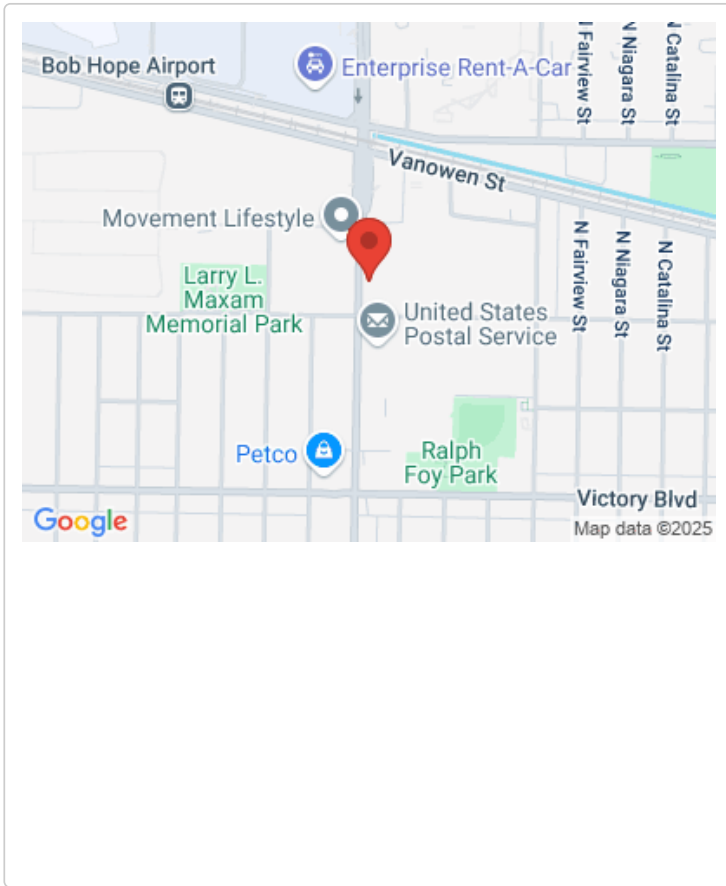 N Fairview St
N Niagara St
N Catalina St
Bob Hope Airport
Enterprise Rent-A-Car
Vanowen St
Movement Lifestyle
Larry L.
Maxam
Memorial Park
N Fairview St
N Niagara St
N Catalina St
United States
Postal Service
Petco
Ralph
Foy Park
Victory Blvd
Google
Map data ©2025